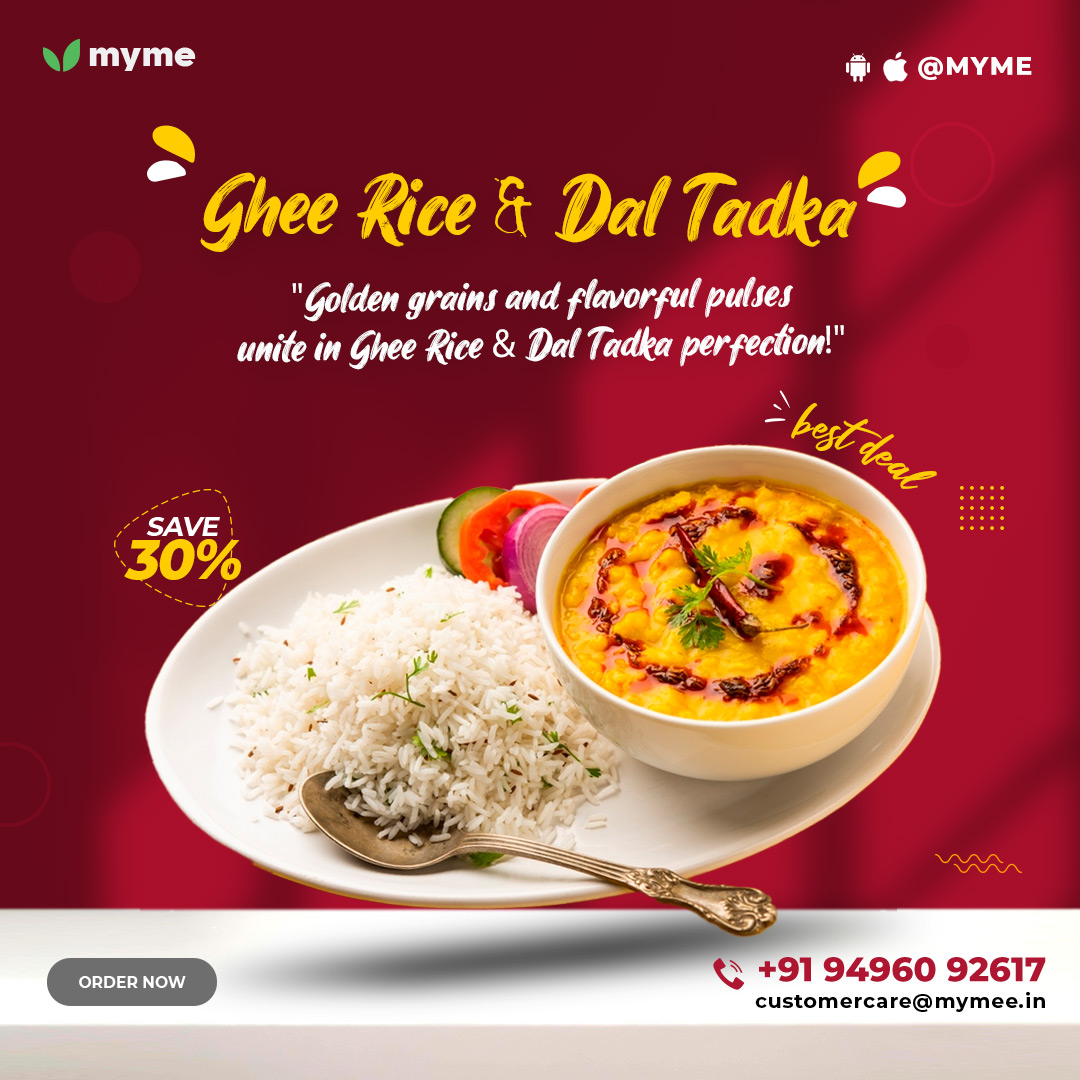 myme
@MYME
Ghee Rice & Dal Tadka
"Golden grains and flavorful pulses
unite in Ghee Rice & Dal Tadka perfection!"
best deal
SAVE
30%
ORDER NOW
+91 94960 92617
customercare@mymee.in